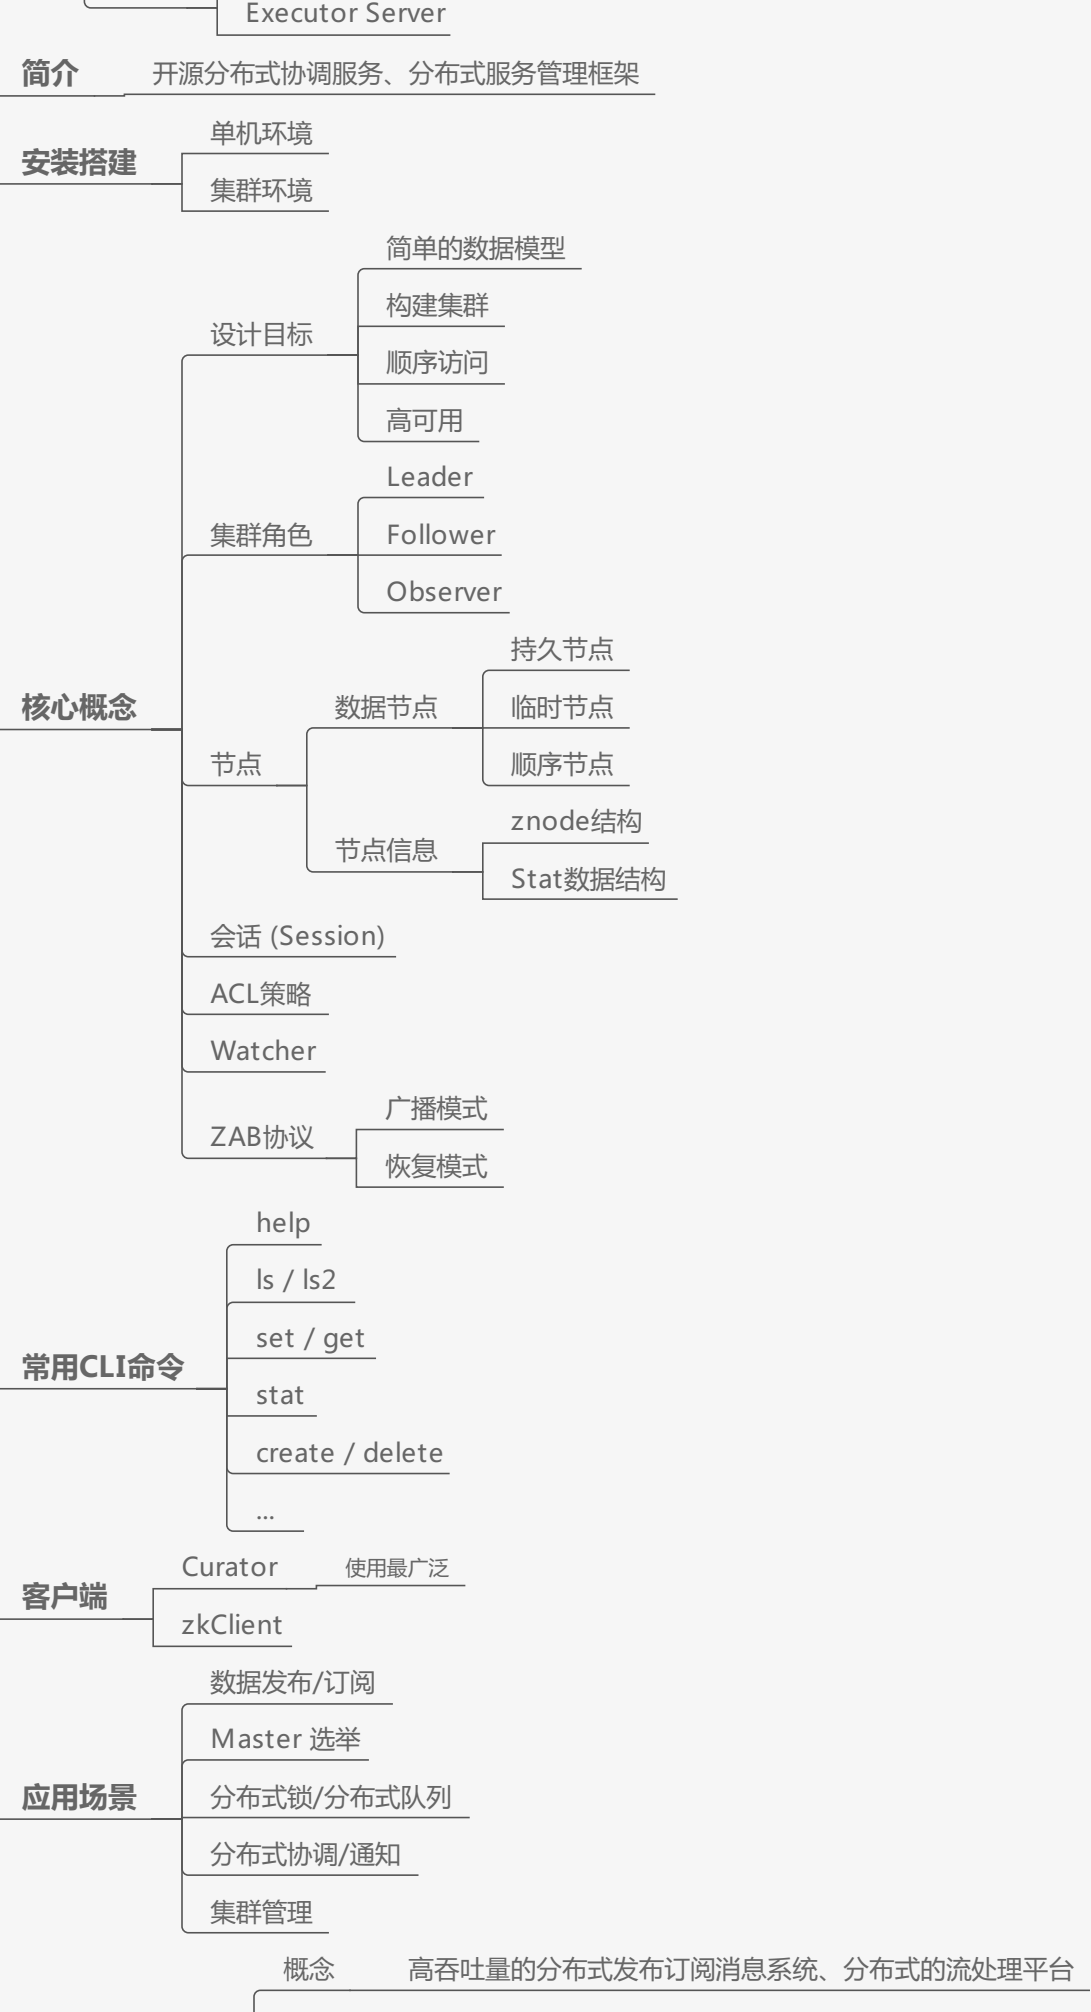 Executor Server
简介
开源分布式协调服务、分布式服务管理框架
安装搭建
单机环境
集群环境
核心概念
设计目标
简单的数据模型
构建集群
顺序访问
高可用
集群角色
Leader
Follower
Observer
节点
数据节点
持久节点
临时节点
顺序节点
节点信息
znode结构
Stat数据结构
会话 (Session)
ACL策略
Watcher
ZAB协议
广播模式
恢复模式
常用CLI命令
help
ls / ls2
set / get
stat
create / delete
...
客户端
Curator
使用最广泛
zkClient
应用场景
数据发布/订阅
Master 选举
分布式锁/分布式队列
分布式协调/通知
集群管理
概念
高吞吐量的分布式发布订阅消息系统、分布式的流处理平台